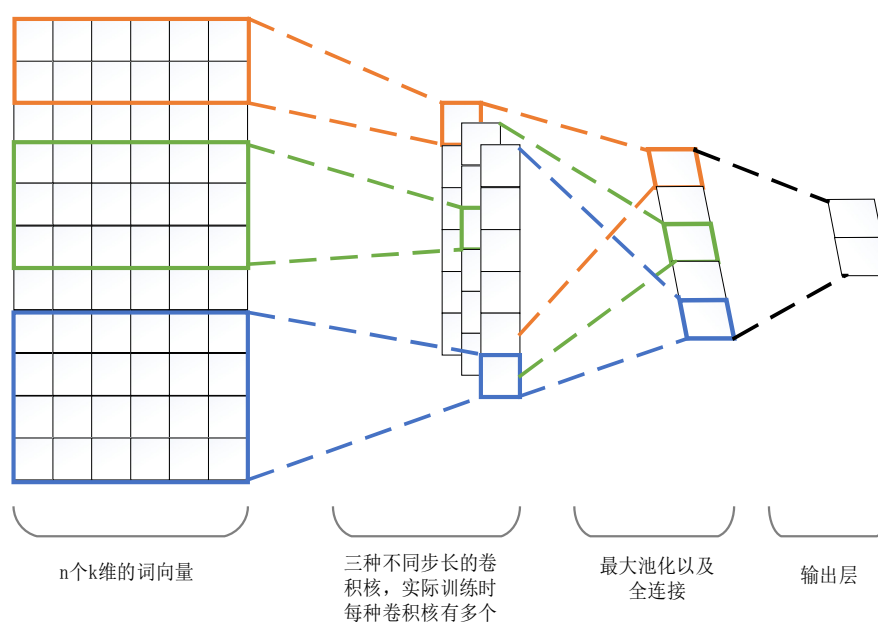 n个k维的词向量
三种不同步长的卷
积核，实际训练时
每种卷积核有多个
最大池化以及
全连接
输出层